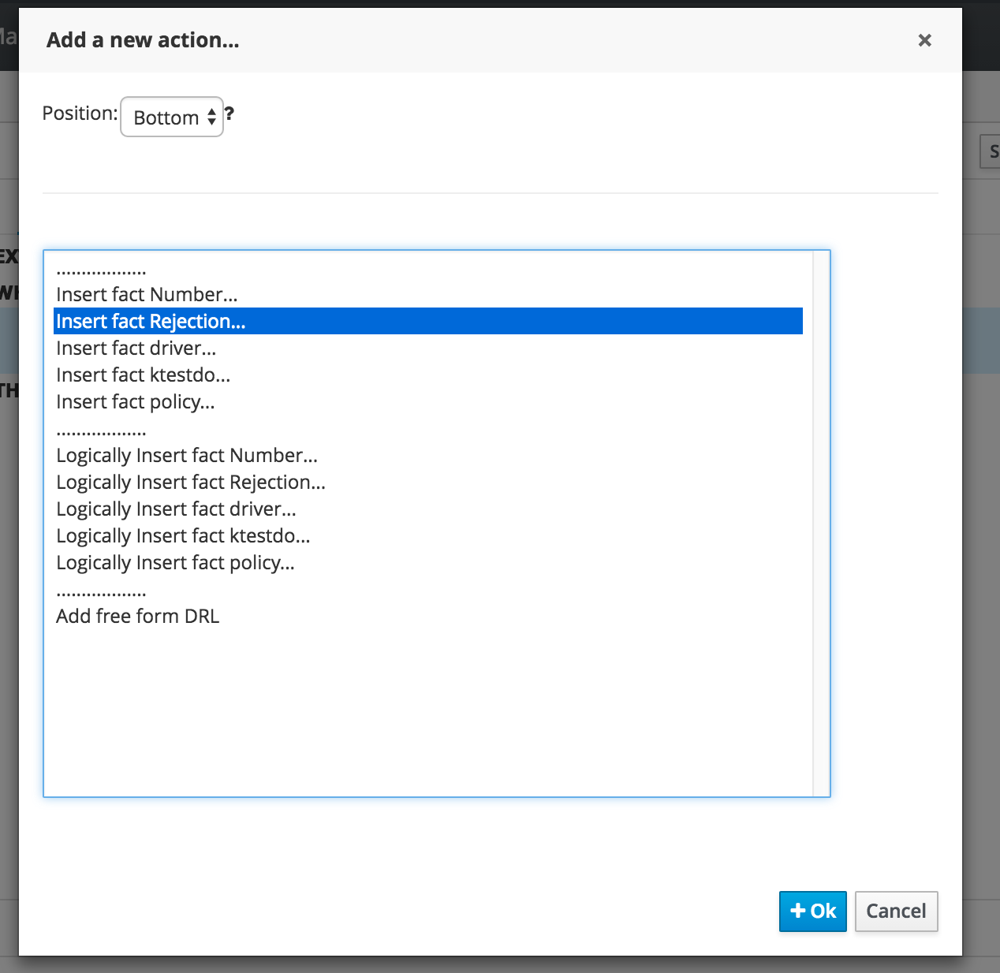 Add a new action...
Position: Bottom ?
..................
Insert fact Number...
Insert fact Rejection...
Insert fact driver...
Insert fact ktestdo...
Insert fact policy...
..................
Logically Insert fact Number...
Logically Insert fact Rejection...
Logically Insert fact driver...
Logically Insert fact ktestdo...
Logically Insert fact policy...
..................
Add free form DRL
Ok Cancel